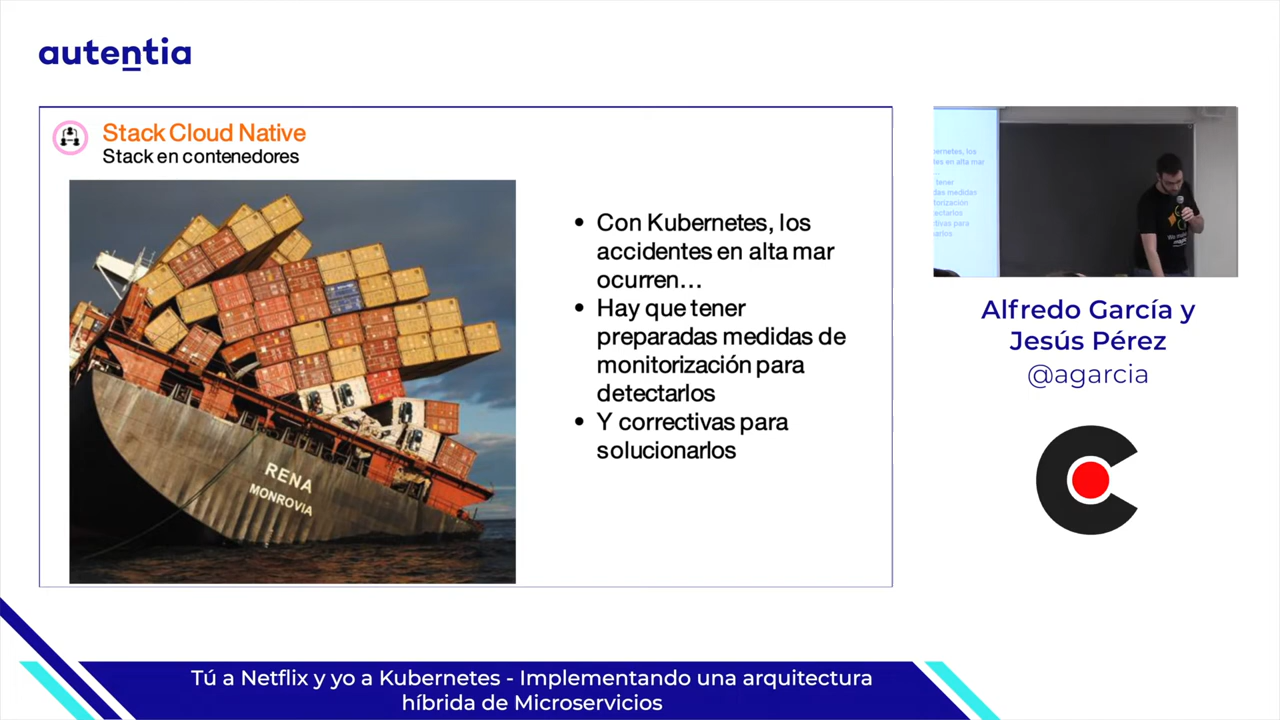 autentia
Stack Cloud Native
Stack en contenedores
Con Kubernetes, los
accidentes en alta mar
ocurren...
Hay que tener
preparadas medidas de
monitorización para
detectarlos
Y correctivas para
solucionarlos
RENA
MONROVIA
Alfredo García y
Jesús Pérez
@agarcia
Tú a Netflix y yo a Kubernetes - Implementando una arquitectura
híbrida de Microservicios